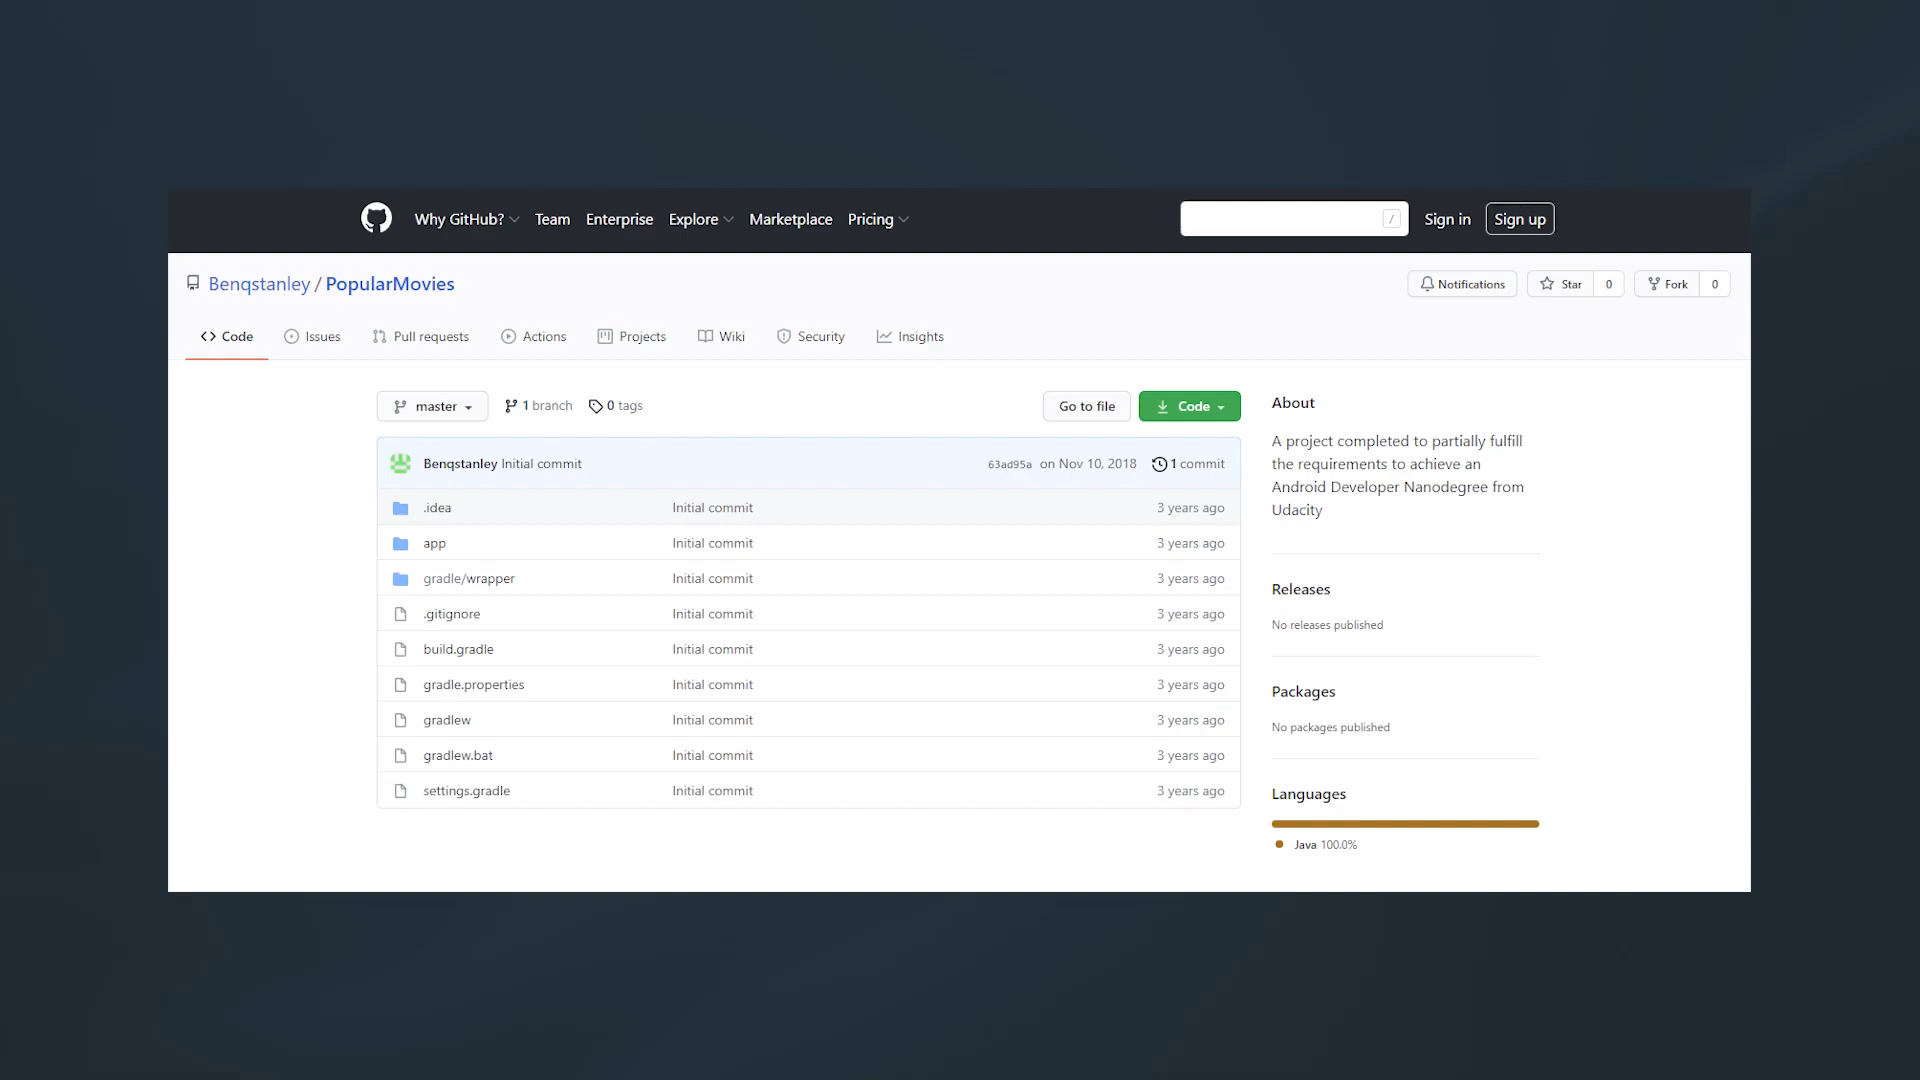 Why GitHub? Team Enterprise Explore Marketplace Pricing / Sign in Sign up
Benqstanley / PopularMovies Notifications Star 0 Fork 0
Code Issues Pull requests Actions Projects Wiki Security Insights
master 1 branch 0 tags Go to file Code
Benqstanley Initial commit 63ad95a on Nov 10, 2018 1 commit
.idea Initial commit 3 years ago
app Initial commit 3 years ago
gradle/wrapper Initial commit 3 years ago
.gitignore Initial commit 3 years ago
build.gradle Initial commit 3 years ago
gradle.properties Initial commit 3 years ago
gradlew Initial commit 3 years ago
gradlew.bat Initial commit 3 years ago
settings.gradle Initial commit 3 years ago
About
A project completed to partially fulfill
the requirements to achieve an
Android Developer Nanodegree from
Udacity
Releases
No releases published
Packages
No packages published
Languages
Java 100.0%